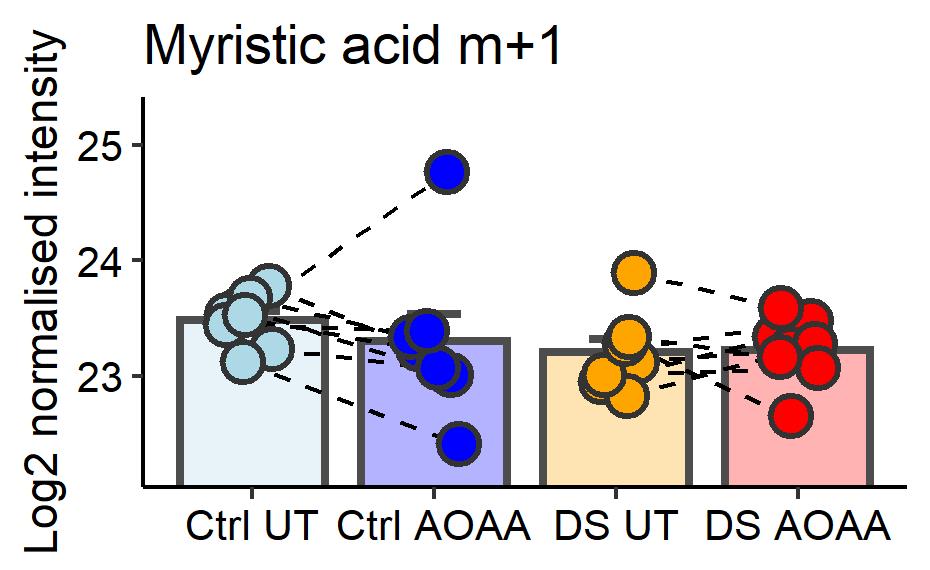 Myristic acid m+1
Log2 normalised intensity
25
24
23
Ctrl UT
Ctrl AOAA
DS UT
DS AOAA